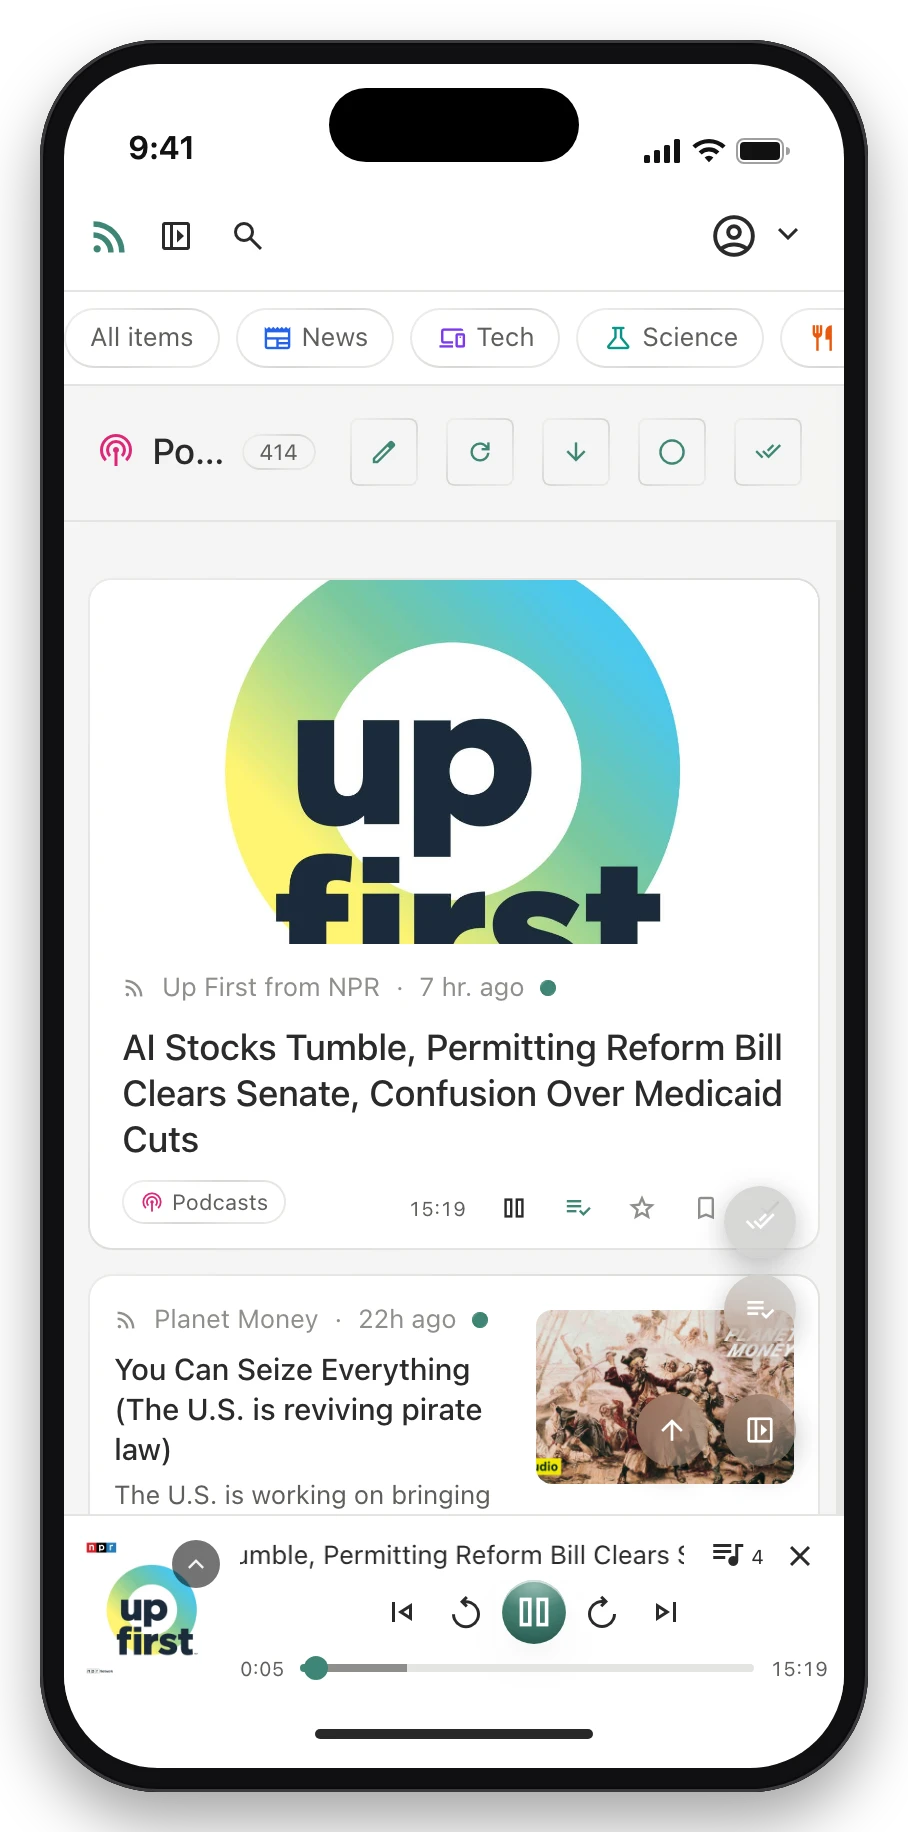 9:41
All items
News
Tech
Science
Po...
414
up
first
Up First from NPR · 7 hr. ago
AI Stocks Tumble, Permitting Reform Bill
Clears Senate, Confusion Over Medicaid
Cuts
Podcasts
15:19
Planet Money · 22h ago
You Can Seize Everything
(The U.S. is reviving pirate
law)
The U.S. is working on bringing
PLANET
MONEY
udio
npr
up
first
umble, Permitting Reform Bill Clears S
4
0:05
15:19